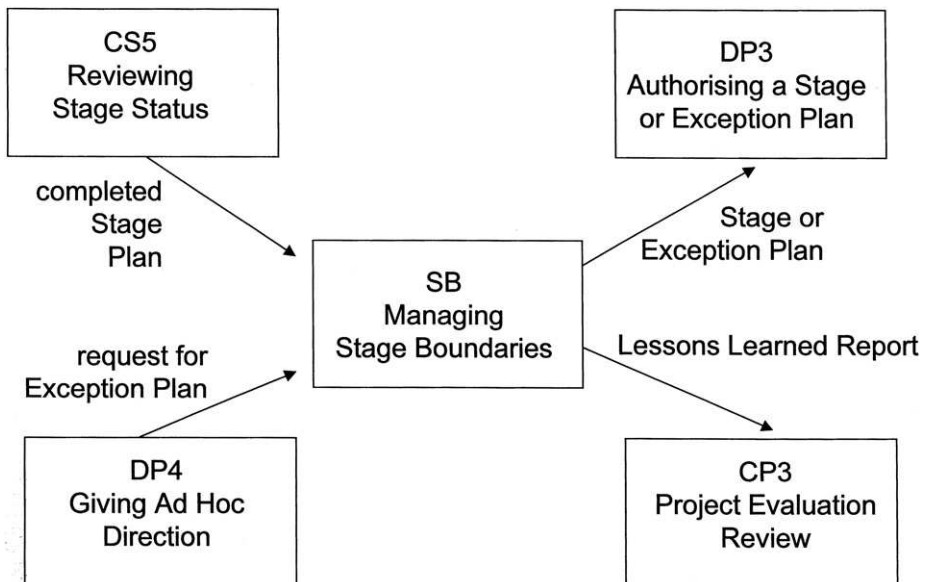 CS5
Reviewing
Stage Status
DP3
Authorising a Stage
or Exception Plan
completed
Stage
Plan
Stage or
Exception Plan
SB
Managing
Stage Boundaries
request for
Exception Plan
Lessons Learned Report
DP4
Giving Ad Hoc
Direction
CP3
Project Evaluation
Review